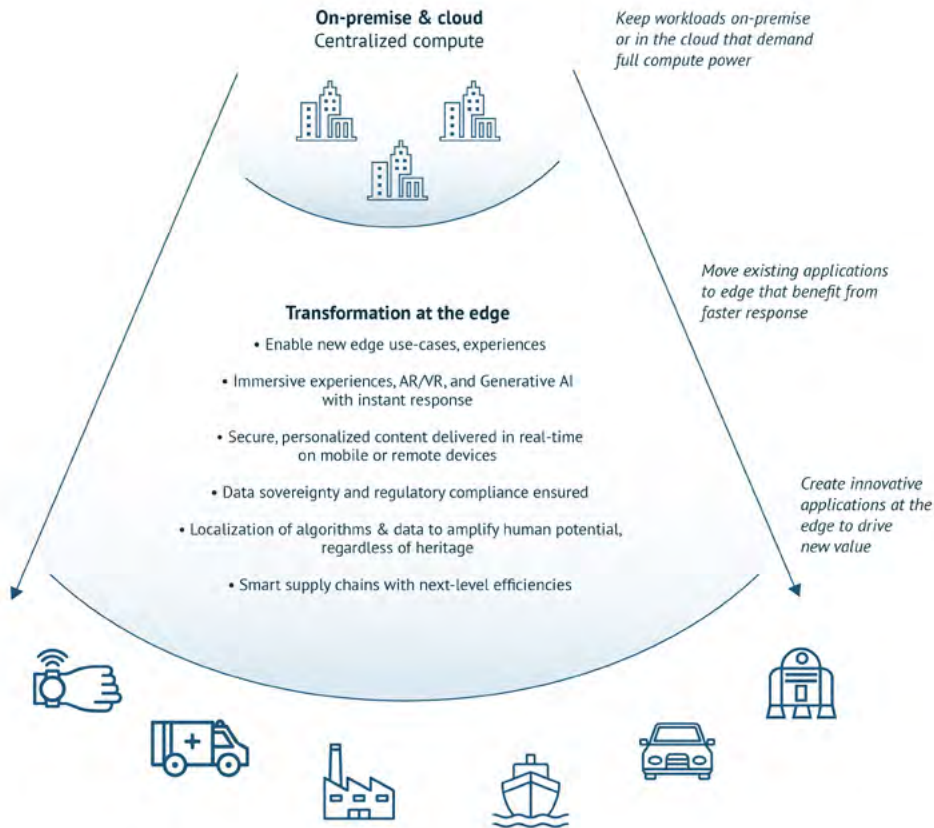 On-premise & cloud
Centralized compute
Keep workloads on-premise
or in the cloud that demand
full compute power
Move existing applications
to edge that benefit from
faster response
Transformation at the edge
• Enable new edge use-cases, experiences
• Immersive experiences, AR/VR, and Generative AI
with instant response
• Secure, personalized content delivered in real-time
on mobile or remote devices
• Data sovereignty and regulatory compliance ensured
• Localization of algorithms & data to amplify human potential,
regardless of heritage
• Smart supply chains with next-level efficiencies
Create innovative
applications at the
edge to drive
new value